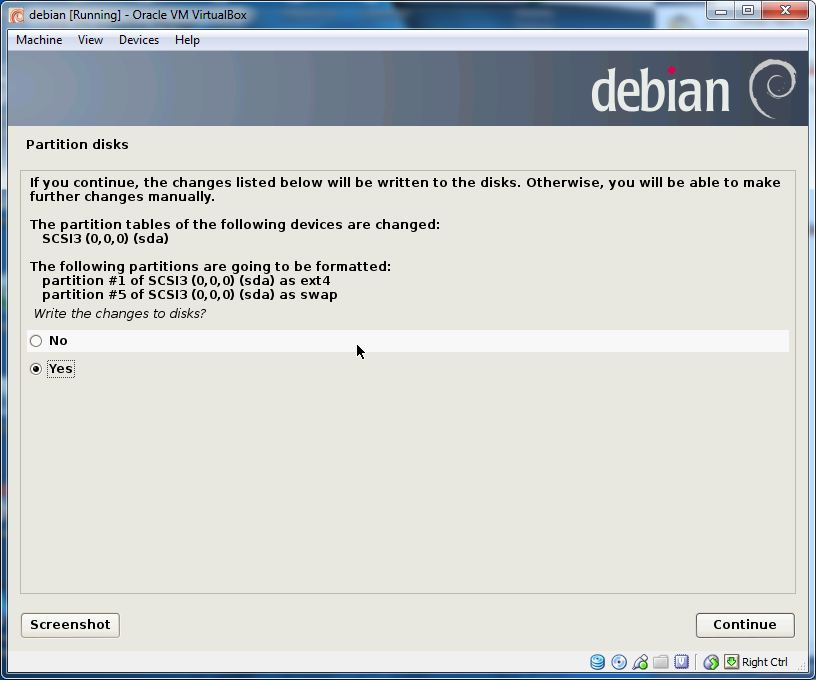 debian [Running] - Oracle VM VirtualBox
Machine View Devices Help
debian
Partition disks
If you continue, the changes listed below will be written to the disks. Otherwise, you will be able to make
further changes manually.
The partition tables of the following devices are changed:
SCSI3 (0,0,0) (sda)
The following partitions are going to be formatted:
partition #1 of SCSI3 (0,0,0) (sda) as ext4
partition #5 of SCSI3 (0,0,0) (sda) as swap
Write the changes to disks?
No
Yes
Screenshot Continue
Right Ctrl